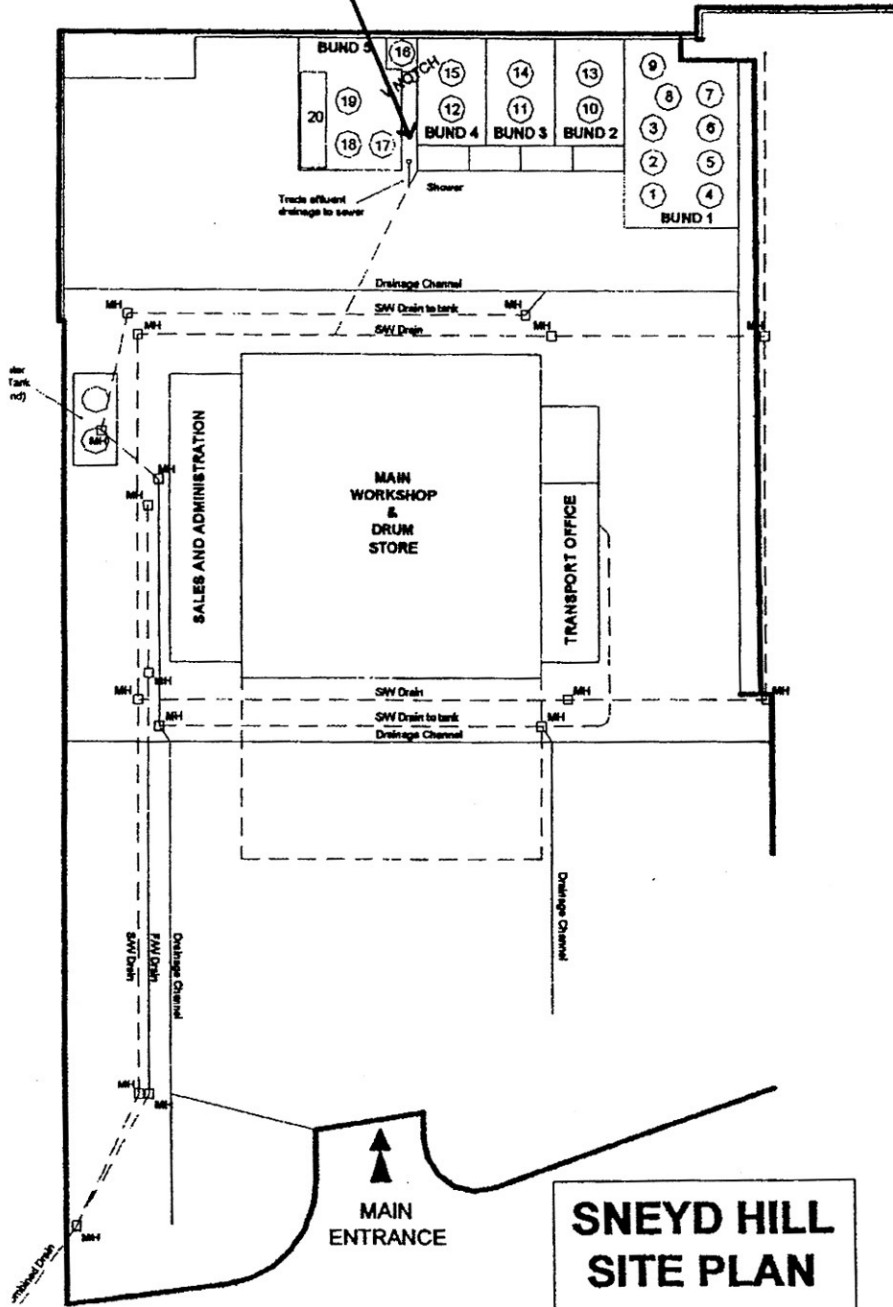 BUND 5
16
V NOTCH
15
14
13
9
8
7
20
19
12
11
10
3
6
BUND 4
BUND 3
BUND 2
18
17
2
5
1
4
BUND 1
Trade effluent
drainage to sewer
Shower
Drainage Channel
MH
S/W Drain to tank
MH
MH
S/W Drain
MH
MH
Tank
MH
MH
MH
SALES AND ADMINISTRATION
MAIN
WORKSHOP
&
DRUM
STORE
TRANSPORT OFFICE
MH
MH
S/W Drain
MH
MH
MH
S/W Drain to tank
MH
Drainage Channel
S/W Drain
F/W Drain
Drainage Channel
Drainage Channel
MH
MH
MH
Drain
MAIN
ENTRANCE
SNEYD HILL
SITE PLAN